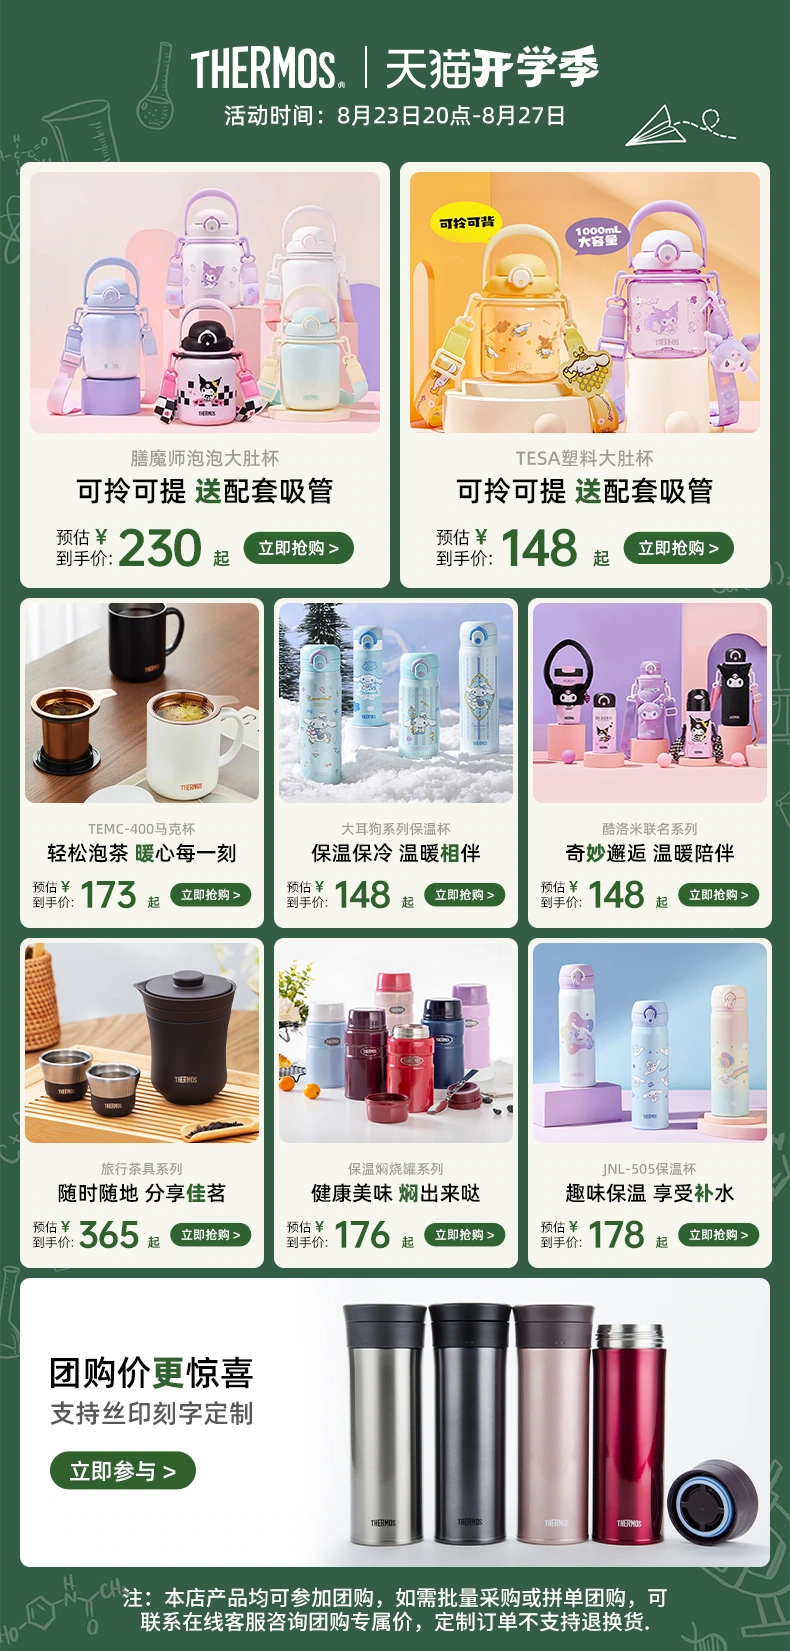 THERMOS® | 天猫开学季
活动时间：8月23日20点-8月27日
可拎可背
1000mL
大容量
膳魔师泡泡大肚杯
可拎可提 送配套吸管
预估￥
到手价: 230 起
立即抢购 >
TESA塑料大肚杯
可拎可提 送配套吸管
预估￥
到手价: 148 起
立即抢购 >
TEMC-400马克杯
轻松泡茶 暖心每一刻
预估￥
到手价: 173 起
立即抢购 >
大耳狗系列保温杯
保温保冷 温暖相伴
预估￥
到手价: 148 起
立即抢购 >
酷洛米联名系列
奇妙邂逅 温暖陪伴
预估￥
到手价: 148 起
立即抢购 >
旅行茶具系列
随时随地 分享佳茗
预估￥
到手价: 365 起
立即抢购 >
保温焖烧罐系列
健康美味 焖出来哒
预估￥
到手价: 176 起
立即抢购 >
JNL-505保温杯
趣味保温 享受补水
预估￥
到手价: 178 起
立即抢购 >
团购价更惊喜
支持丝印刻字定制
立即参与 >
THERMOS
THERMOS
THERMOS
THERMOS
注：本店产品均可参加团购，如需批量采购或拼单团购，可
联系在线客服咨询团购专属价，定制订单不支持退换货.